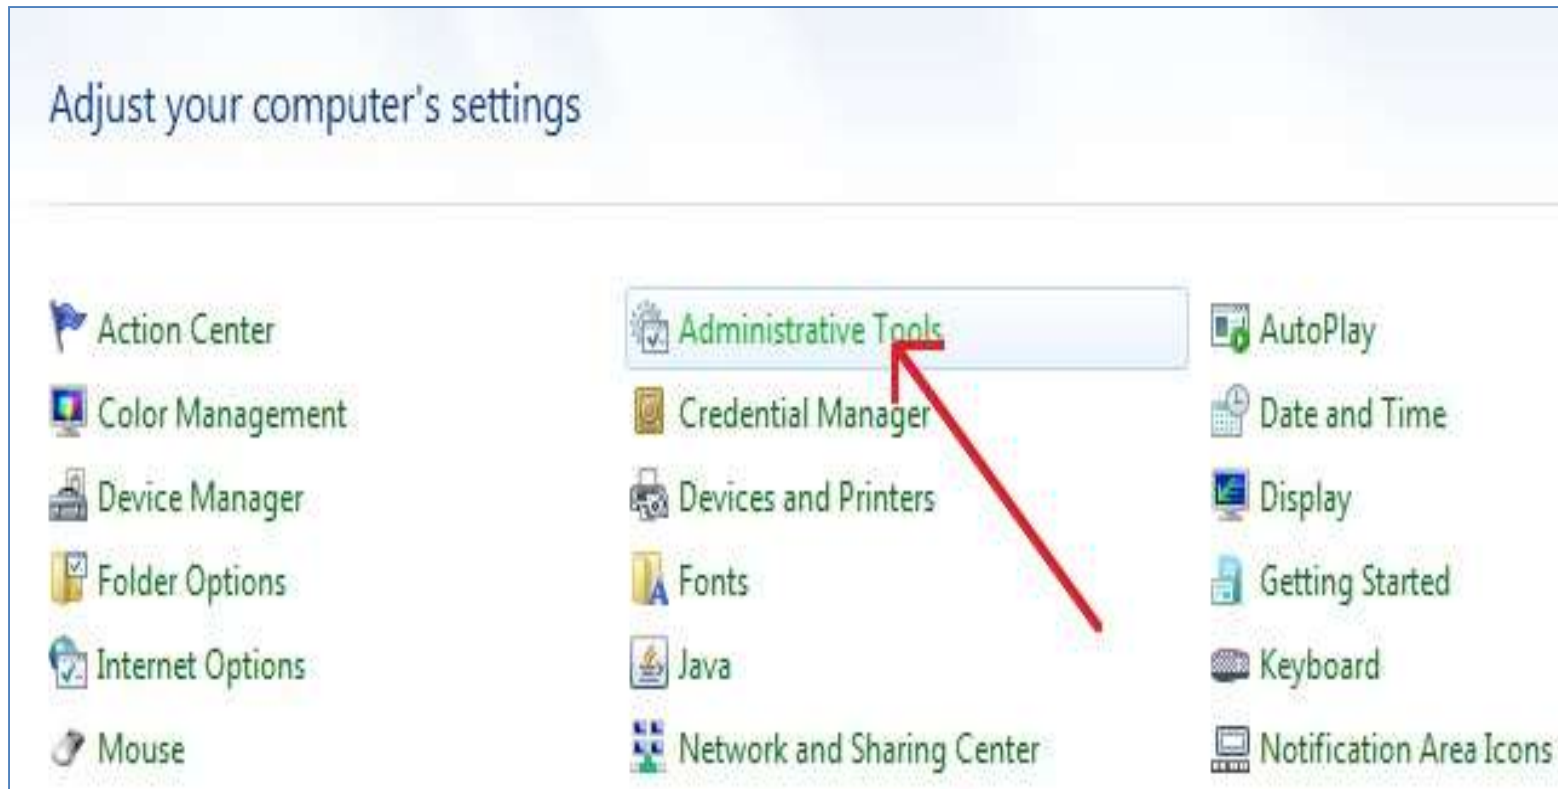 Adjust your computer's settings
Action Center Administrative Tools AutoPlay
Color Management Credential Manager Date and Time
Device Manager Devices and Printers Display
Folder Options Fonts Getting Started
Internet Options Java Keyboard
Mouse Network and Sharing Center Notification Area Icons